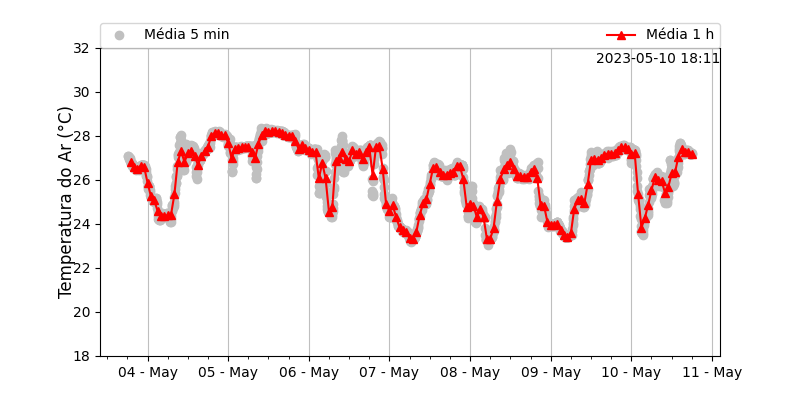 Média 5 min
Média 1 h
2023-05-10 18:11
Temperatura do Ar (°C)
32
30
28
26
24
22
20
18
04 - May
05 - May
06 - May
07 - May
08 - May
09 - May
10 - May
11 - May